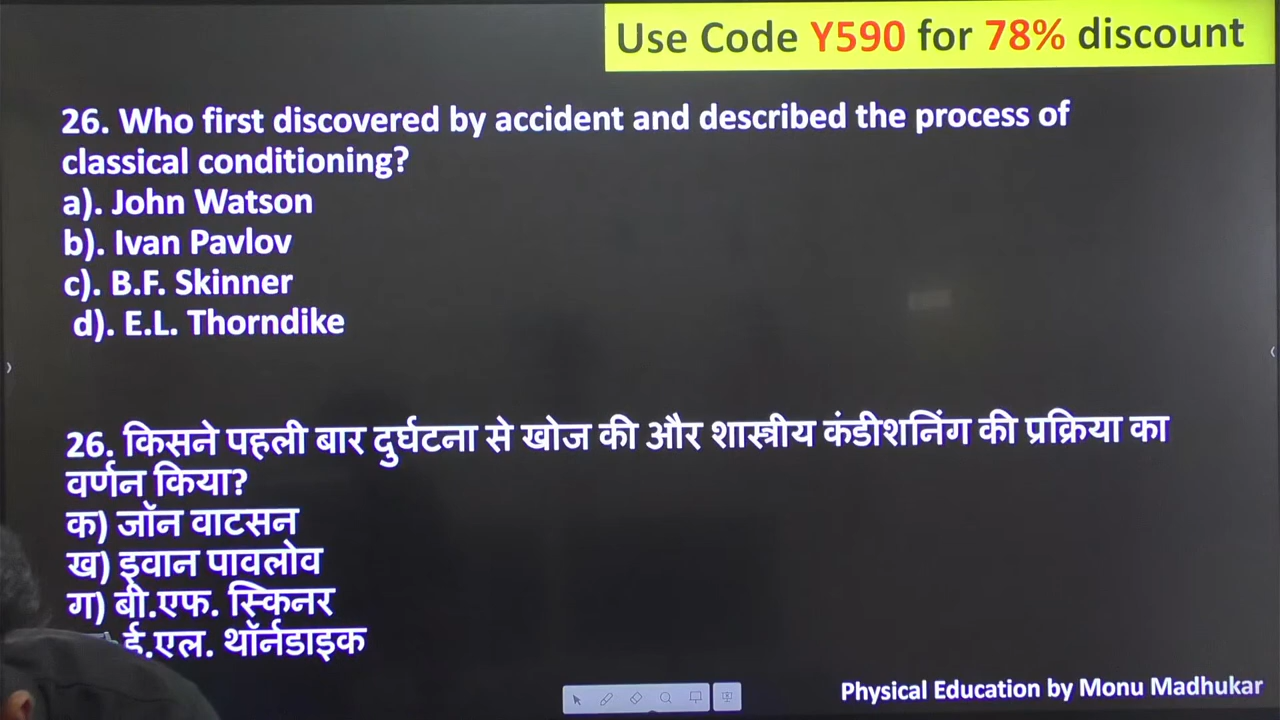 Use Code Y590 for 78% discount
26. Who first discovered by accident and described the process of
classical conditioning?
a). John Watson
b). Ivan Pavlov
c). B.F. Skinner
d). E.L. Thorndike
26. किसने पहली बार दुर्घटना से खोज की और शास्त्रीय कंडीशनिंग की प्रक्रिया का
वर्णन किया?
क) जॉन वाटसन
ख) इवान पावलोव
ग) बी.एफ. स्किनर
ई.एल. थॉर्नडाइक
Physical Education by Monu Madhukar